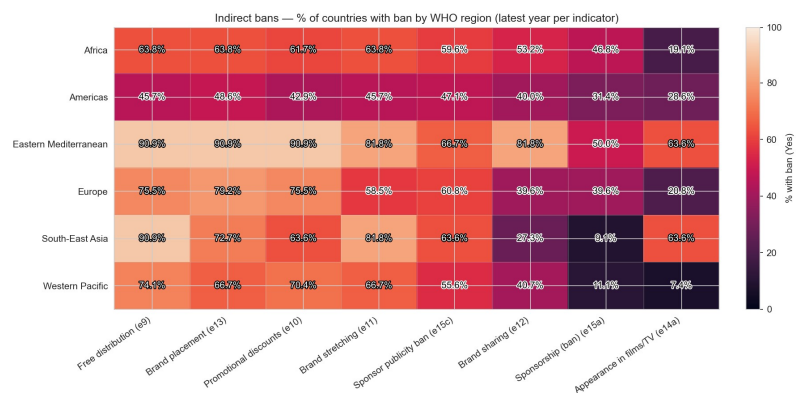 Indirect bans — % of countries with ban by WHO region (latest year per indicator)
Africa 63.8% 63.8% 61.7% 63.8% 59.6% 53.2% 46.8% 19.1%
Americas 45.7% 48.6% 42.9% 45.7% 47.1% 40.0% 31.4% 28.6%
Eastern Mediterranean 90.9% 90.9% 90.9% 81.8% 66.7% 81.8% 50.0% 63.6%
Europe 75.5% 79.2% 75.5% 58.5% 60.8% 39.6% 39.6% 20.8%
South-East Asia 90.9% 72.7% 63.6% 81.8% 63.6% 27.3% 9.1% 63.6%
Western Pacific 74.1% 66.7% 70.4% 66.7% 55.6% 40.7% 11.1% 7.4%
Free distribution (e9)
Brand placement (e13)
Promotional discounts (e10)
Brand stretching (e11)
Sponsor publicity ban (e15c)
Brand sharing (e12)
Sponsorship (ban) (e15a)
Appearance in films/TV (e14a)
100
80
60
40
20
0
% with ban (Yes)